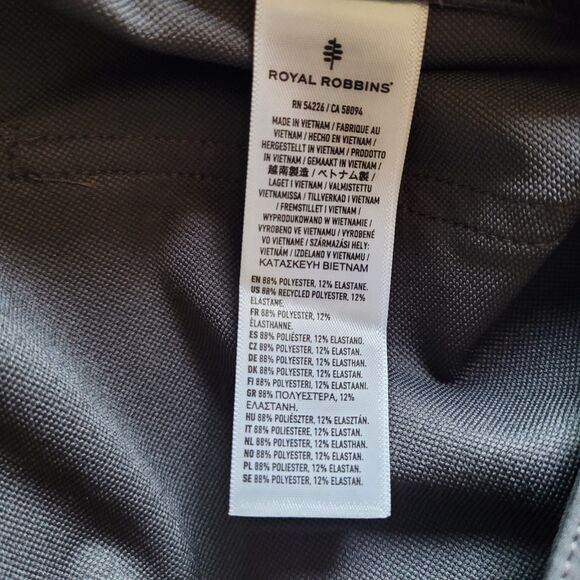 ROYAL ROBBINS®
RN 54226 / CA 58094
MADE IN VIETNAM / FABRIQUE AU
VIETNAM / HECHO EN VIETNAM /
HERGESTELLT IN VIETNAM / PRODOTTO
IN VIETNAM / GEMAAKT IN VIETNAM /
越南製造 / ベトナム製 /
LAGET I VIETNAM / VALMISTETTU
VIETNAMISSA / TILLVERKAD I VIETNAM
/ FREMSTILLET I VIETNAM /
WYPRODUKOWANO W WIETNAMIE /
VYROBENO VE VIETNAMU / VYROBENÉ
VO VIETNAME / SZÁRMAZÁSI HELY:
VIETNÁM / IZDELANO V VIETNAMU /
ΚΑΤΑΣΚΕΥΗ ΒΙΕΤΝΑΜ
EN 88% POLYESTER, 12% ELASTANE.
US 88% RECYCLED POLYESTER, 12%
ELASTANE.
FR 88% POLYESTER, 12%
ÉLASTHANNE.
ES 88% POLIÉSTER, 12% ELASTAN.
CZ 88% POLYESTER, 12% ELASTAN.
DE 88% POLYESTER, 12% ELASTHAN.
DK 88% POLYESTER, 12% ELASTAN.
FI 88% POLYESTERI, 12% ELASTAANI.
GR 88% ΠΟΛΥΕΣΤΕΡΑ, 12%
ΕΛΑΣΤΑΝΗ.
HU 88% POLIÉSZTER, 12% ELASZTÁN.
IT 88% POLIESTERE, 12% ELASTAN.
NL 88% POLYESTER, 12% ELASTAN.
NO 88% POLYESTER, 12% ELASTAN.
PL 88% POLYESTER, 12% ELASTAN.
SE 88% POLYESTER, 12% ELASTAN.